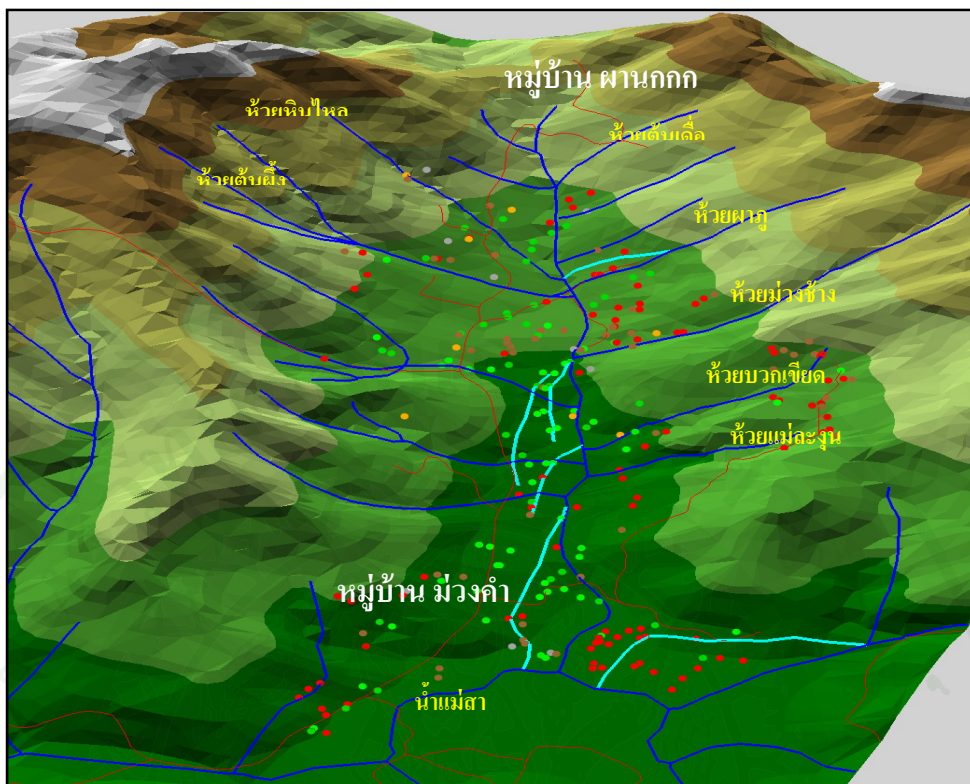 หมู่บ้าน ผานกกก
ห้วยหิบไหล
ห้วยต้บเดื่อ
ห้วยต้บผึ้ง
ห้วยผาภู
ห้วยม่วงช้าง
ห้วยบวกเขียด
ห้วยแม่ละงุน
หมู่บ้าน ม่วงคำ
น้ำแม่สา